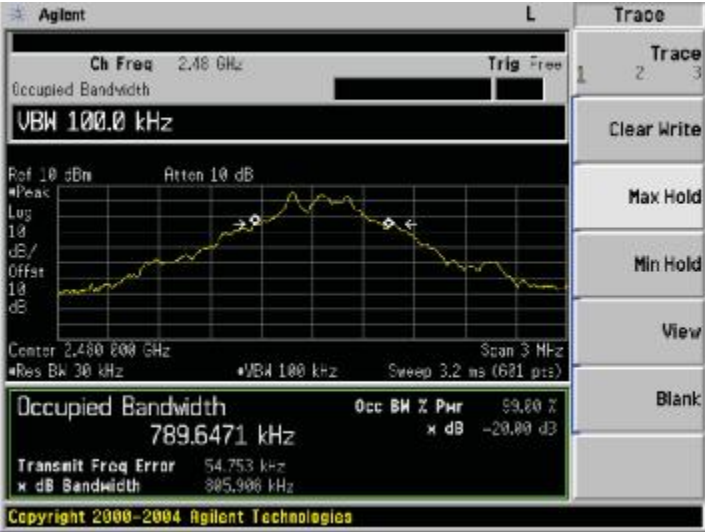 Agilent
L
Trace
Ch Freq 2.48 GHz
Trig Free
Occupied Bandwidth
Trace
1 2 3
VBW 100.0 kHz
Clear Write
Ref 10 dBm
Atten 10 dB
#Peak
Log
10
dB/
Offst
10
dB
Max Hold
Min Hold
View
Center 2.480 000 GHz
Span 3 MHz
#Res BW 30 kHz
#VBW 100 kHz
Sweep 3.2 ms (601 pts)
Blank
Occupied Bandwidth
789.6471 kHz
Occ BW % Pwr 99.00 %
x dB -20.00 dB
Transmit Freq Error 54.753 kHz
x dB Bandwidth 805.906 kHz
Copyright 2000-2004 Agilent Technologies